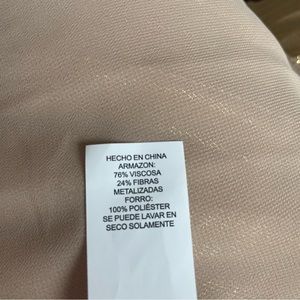 HECHO EN CHINA
ARMAZON:
76% VISCOSA
24% FIBRAS
METALIZADAS
FORRO:
100% POLIÉSTER
SE PUEDE LAVAR EN
SECO SOLAMENTE